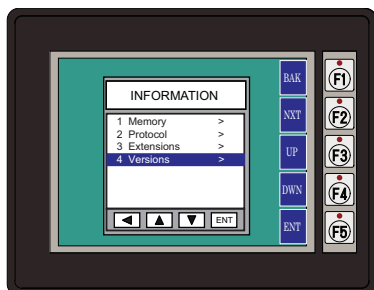 INFORMATION
1 Memory >
2 Protocol >
3 Extensions >
4 Versions >
ENT
BAK
NXT
UP
DWN
ENT
F1
F2
F3
F4
F5